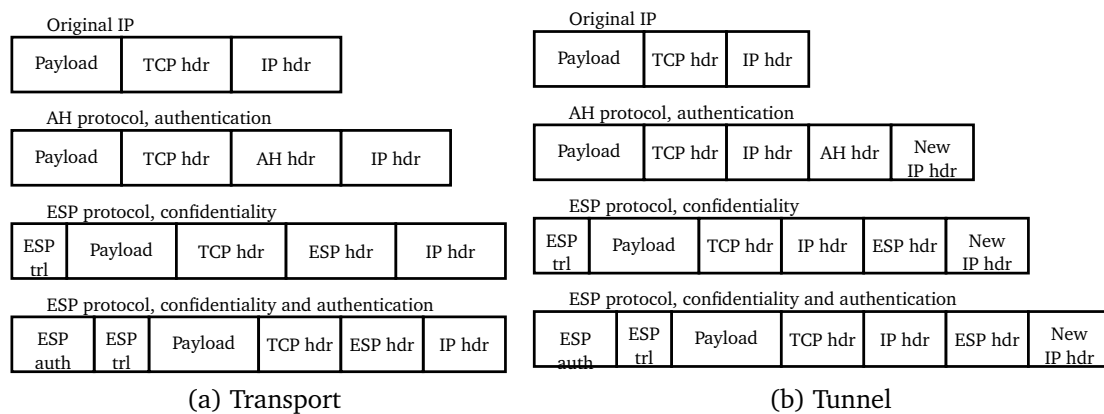 Original IP
Payload TCP hdr IP hdr
AH protocol, authentication
Payload TCP hdr AH hdr IP hdr
ESP protocol, confidentiality
ESP trl Payload TCP hdr ESP hdr IP hdr
ESP protocol, confidentiality and authentication
ESP auth ESP trl Payload TCP hdr ESP hdr IP hdr
(a) Transport
Original IP
Payload TCP hdr IP hdr
AH protocol, authentication
Payload TCP hdr IP hdr AH hdr New IP hdr
ESP protocol, confidentiality
ESP trl Payload TCP hdr IP hdr ESP hdr New IP hdr
ESP protocol, confidentiality and authentication
ESP auth ESP trl Payload TCP hdr IP hdr ESP hdr New IP hdr
(b) Tunnel